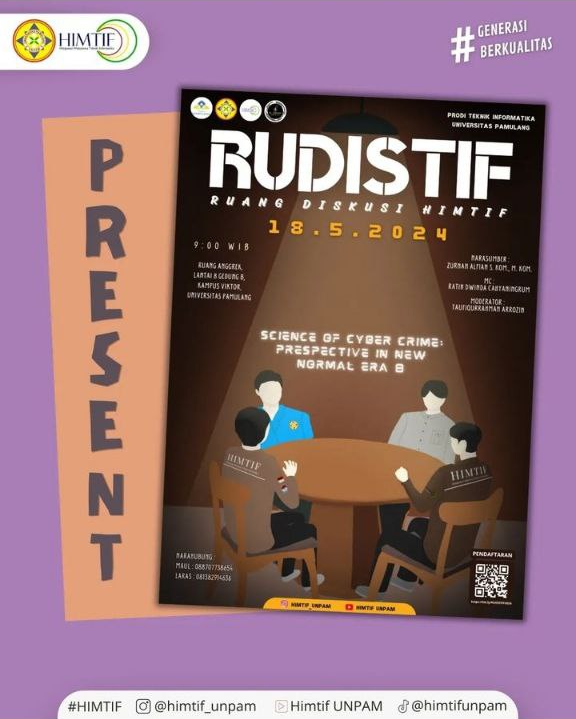 HIMTIF
#GENERASI
BERKUALITAS
PRESENT
PRODI TEKNIK INFORMATIKA
UNIVERSITAS PAMULANG
RUDISTIF
RUANG DISKUSI HIMTIF
18.5.2024
9:00 WIB
RUANG ANGGREK,
LANTAI 8 GEDUNG B,
KAMPUS VIKTOR,
UNIVERSITAS PAMULANG
NARASUMBER :
ZURNAN ALFIAN S. KOM., M. KOM.
MC :
RATIH DWINDA CAHYANINGRUM
MODERATOR :
TAUFIQURRAHMAN ARROZIN
SCIENCE OF CYBER CRIME:
PRESPECTIVE IN NEW
NORMAL ERA 8
HIMTIF
HIMTIF
NARAHUBUNG :
MAUL : 088707738654
LARAS :
PENDAFTARAN
HIMTIF_UNPAM
HIMTIF UNPAM
#HIMTIF @himtif_unpam Himtif UNPAM @himtifunpam